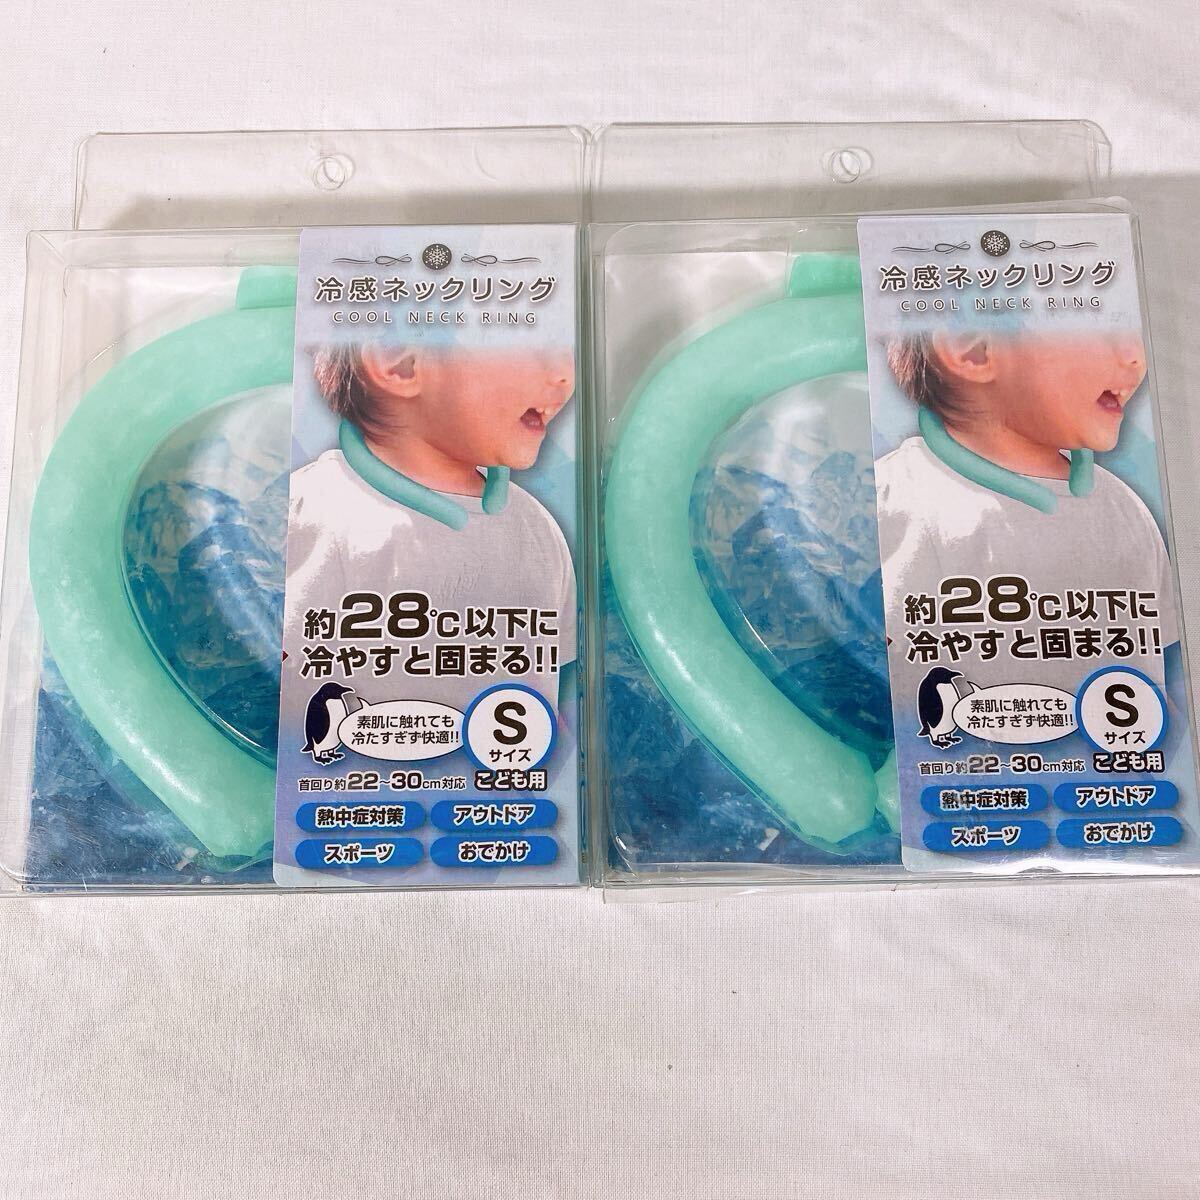 冷感ネックリング
COOL NECK RING
約28℃以下に
冷やすと固まる!!
素肌に触れても
冷たすぎず快適!!
S
サイズ
首回り約22〜30cm対応 こども用
熱中症対策 アウトドア
スポーツ おでかけ
冷感ネックリング
COOL NECK RING
約28℃以下に
冷やすと固まる!!
素肌に触れても
冷たすぎず快適!!
S
サイズ
首回り約22〜30cm対応 こども用
熱中症対策 アウトドア
スポーツ おでかけ